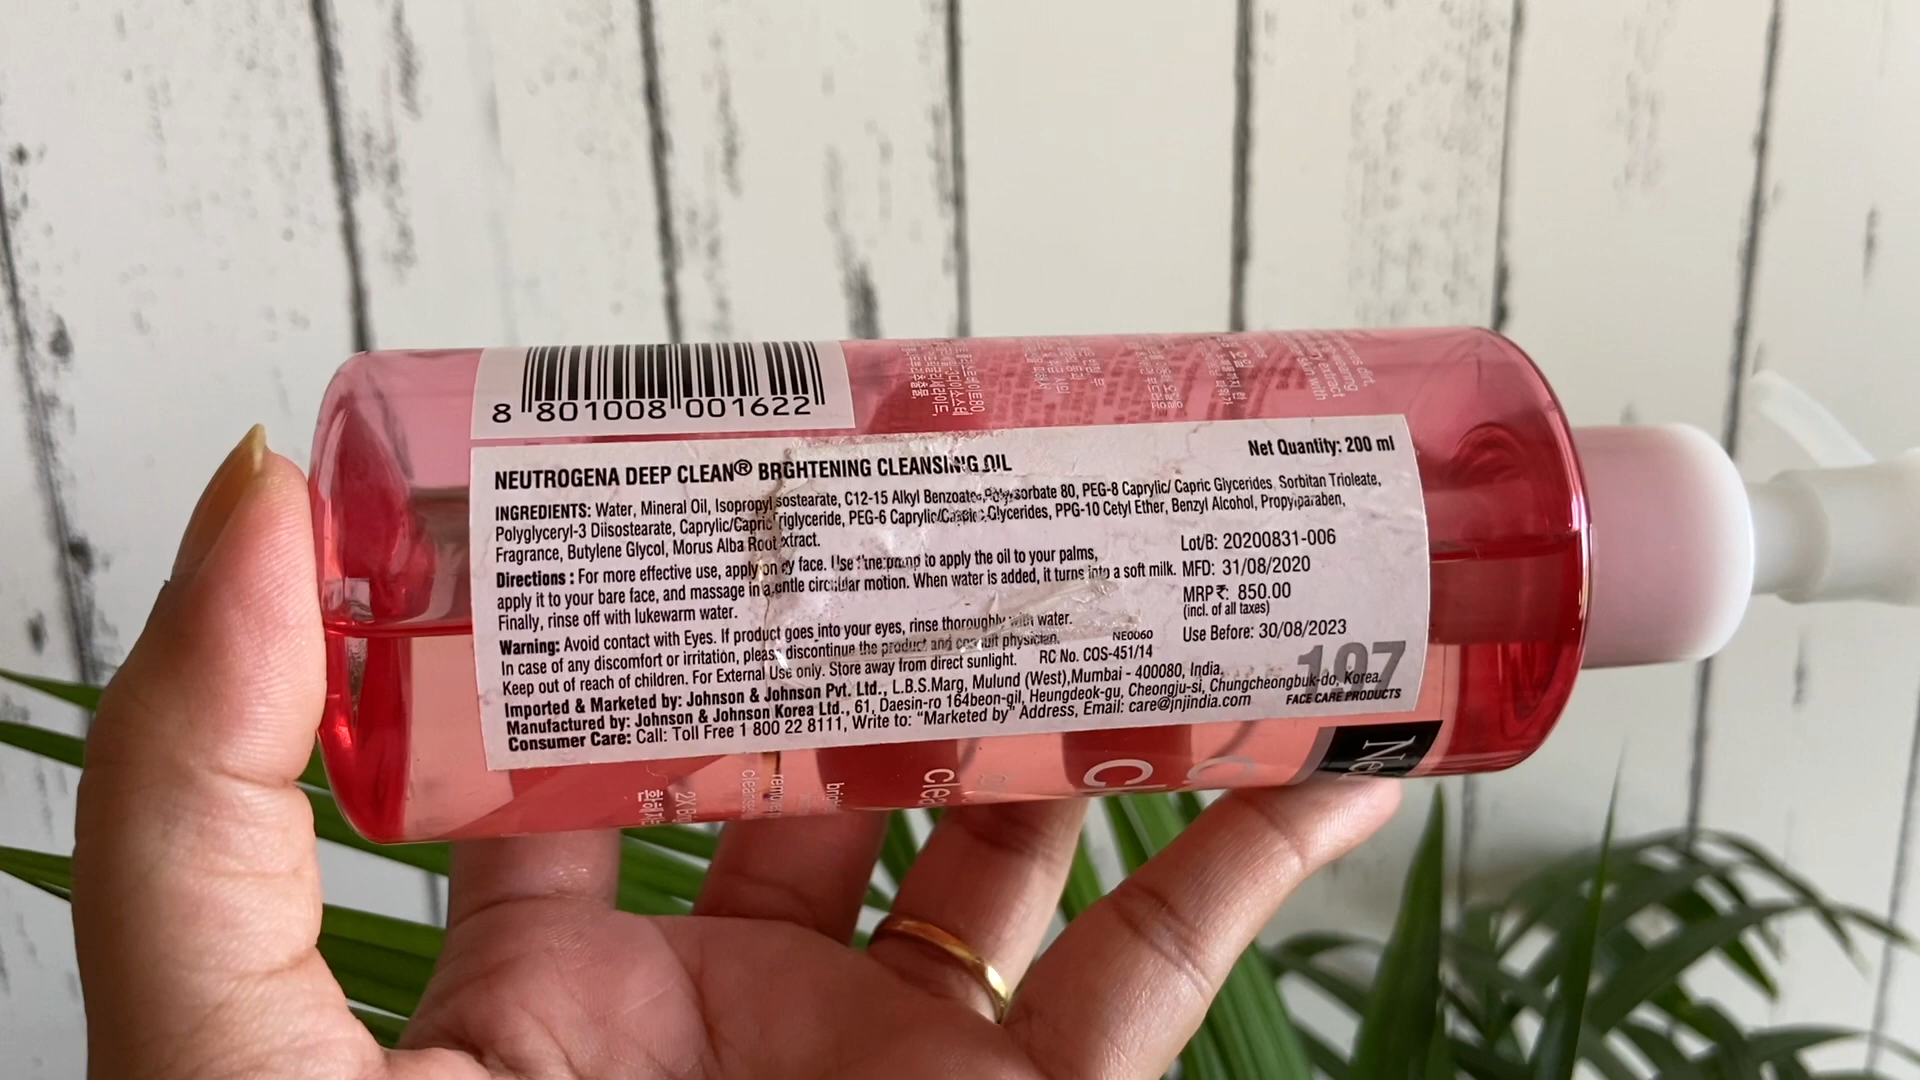 8 801008 001622
NEUTROGENA DEEP CLEAN® BRGHTENING CLEANSING OIL
Net Quantity: 200 ml
INGREDIENTS: Water, Mineral Oil, Isopropyl sostearate, C12-15 Alkyl Benzoate, Polysorbate 80, PEG-8 Caprylic/ Capric Glycerides, Sorbitan Trioleate,
Polyglyceryl-3 Diisostearate, Caprylic/Capric riglyceride, PEG-6 Caprylic/Capric Glycerides, PPG-10 Cetyl Ether, Benzyl Alcohol, Propylparaben,
Fragrance, Butylene Glycol, Morus Alba Root xtract.
Directions : For more effective use, apply on y face. Use the pump to apply the oil to your palms,
apply it to your bare face, and massage in a entle circular motion. When water is added, it turns into a soft milk.
Finally, rinse off with lukewarm water.
Lot/B: 20200831-006
MFD: 31/08/2020
MRP₹: 850.00
(incl. of all taxes)
Use Before: 30/08/2023
Warning: Avoid contact with Eyes. If product goes into your eyes, rinse thoroughly with water.
In case of any discomfort or irritation, please discontinue the product and consult physician.
NE0060
Keep out of reach of children. For External Use only. Store away from direct sunlight. RC No. COS-451/14
Imported & Marketed by: Johnson & Johnson Pvt. Ltd., L.B.S.Marg, Mulund (West),Mumbai - 400080, India.
Manufactured by: Johnson & Johnson Korea Ltd., 61, Daesin-ro 164beon-gil, Heungdeok-gu, Cheongju-si, Chungcheongbuk-do, Korea.
Consumer Care: Call: Toll Free 1 800 22 8111, Write to: "Marketed by" Address, Email: care@jnjindia.com
197
FACE CARE PRODUCTS